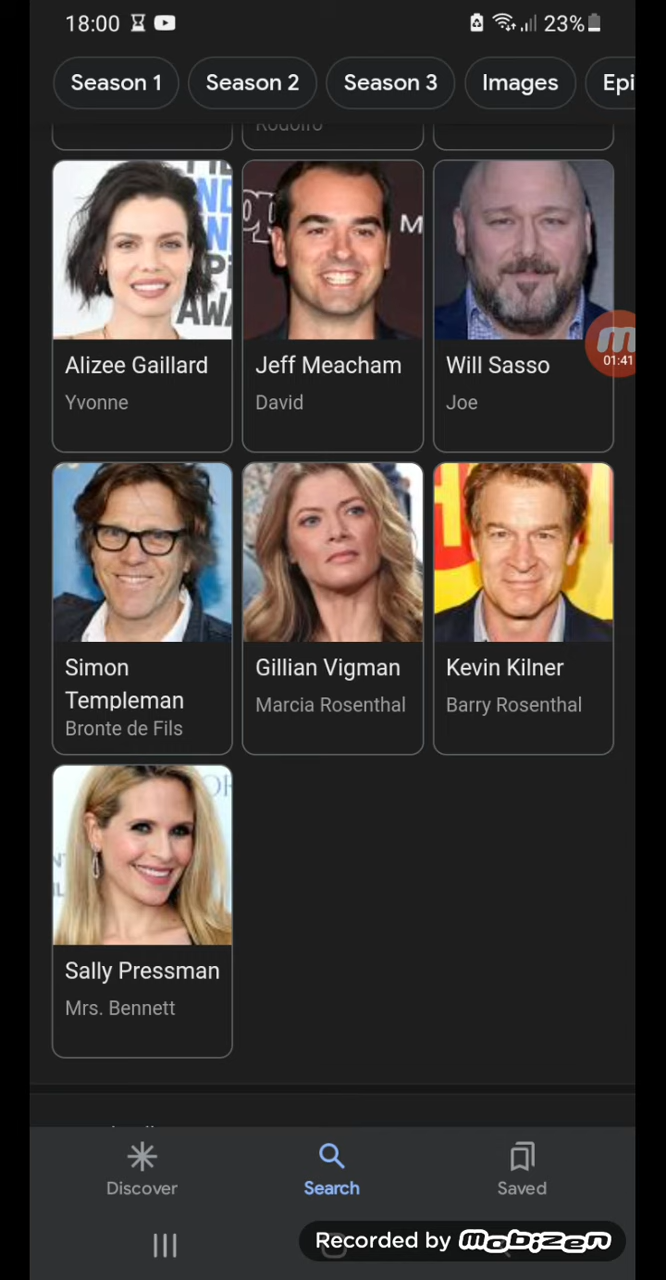 18:00 23%
Season 1 Season 2 Season 3 Images Epi
Rodolfo
Alizee Gaillard Jeff Meacham Will Sasso
Yvonne David Joe
01:41
Simon Gillian Vigman Kevin Kilner
Templeman Marcia Rosenthal Barry Rosenthal
Bronte de Fils
Sally Pressman
Mrs. Bennett
Discover Search Saved
Recorded by mobizen